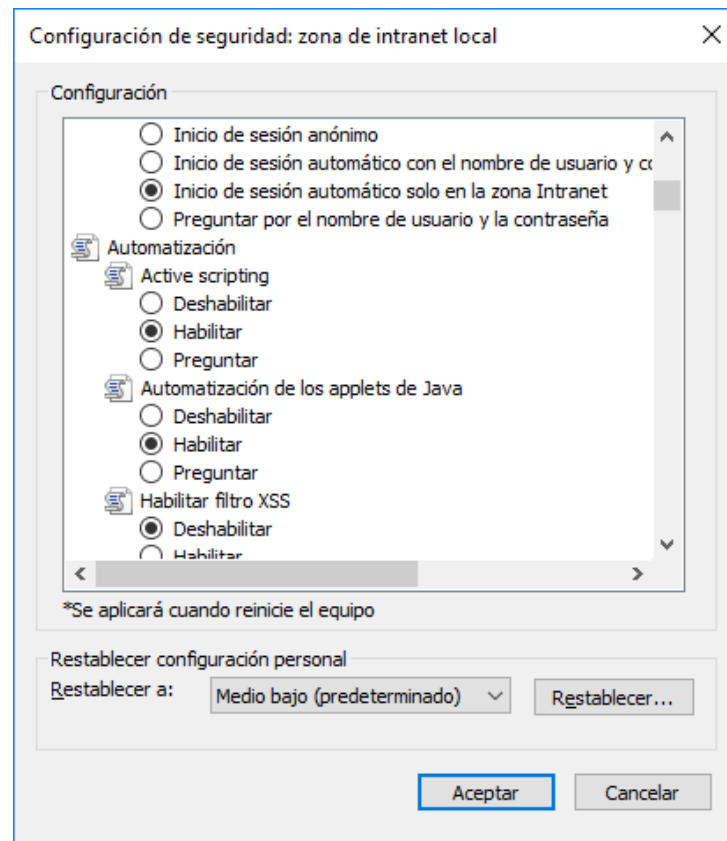 Configuración de seguridad: zona de intranet local
Configuración
Inicio de sesión anónimo
Inicio de sesión automático con el nombre de usuario y
Inicio de sesión automático solo en la zona Intranet
Preguntar por el nombre de usuario y la contraseña
Automatización
Active scripting
Deshabilitar
Habilitar
Preguntar
Automatización de los applets de Java
Deshabilitar
Habilitar
Preguntar
Habilitar filtro XSS
Deshabilitar
Habilitar
*Se aplicará cuando reinicie el equipo
Restablecer configuración personal
Restablecer a:
Medio bajo (predeterminado)
Restablecer...
Aceptar
Cancelar